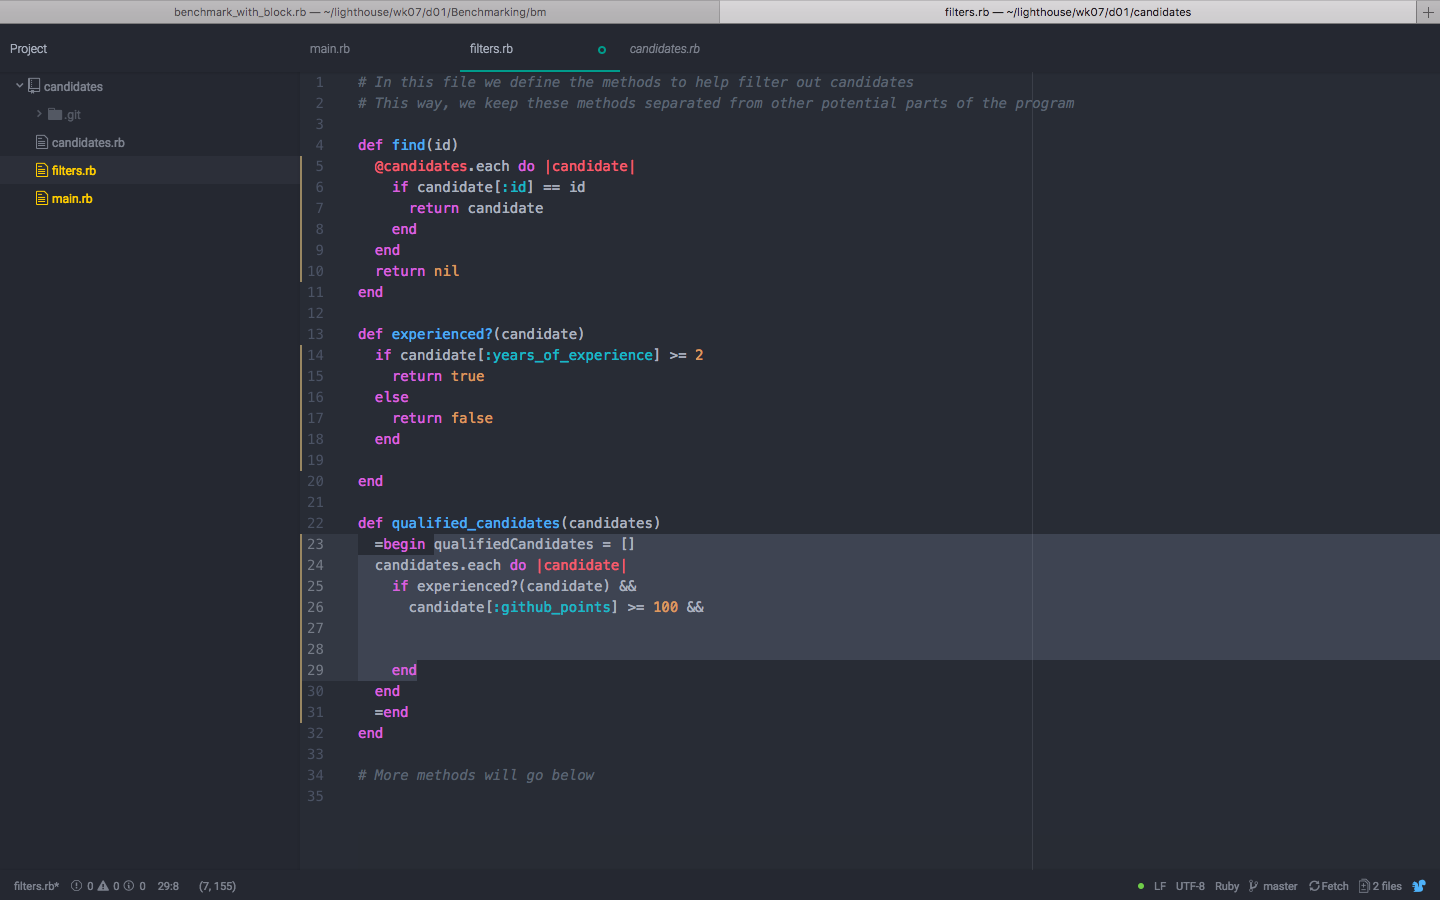 benchmark_with_block.rb — ~/lighthouse/wk07/d01/Benchmarking/bm
filters.rb — ~/lighthouse/wk07/d01/candidates
Project
main.rb
filters.rb
candidates.rb
candidates
.git
candidates.rb
filters.rb
main.rb
1 # In this file we define the methods to help filter out candidates
2 # This way, we keep these methods separated from other potential parts of the program
3
4 def find(id)
5   @candidates.each do |candidate|
6     if candidate[:id] == id
7       return candidate
8     end
9   end
10   return nil
11 end
12
13 def experienced?(candidate)
14   if candidate[:years_of_experience] >= 2
15     return true
16   else
17     return false
18   end
19
20 end
21
22 def qualified_candidates(candidates)
23   =begin qualifiedCandidates = []
24   candidates.each do |candidate|
25     if experienced?(candidate) &&
26       candidate[:github_points] >= 100 &&
27
28
29     end
30   end
31   =end
32 end
33
34 # More methods will go below
35
filters.rb* 0 0 0 29:8 (7, 155)
LF UTF-8 Ruby master Fetch 2 files